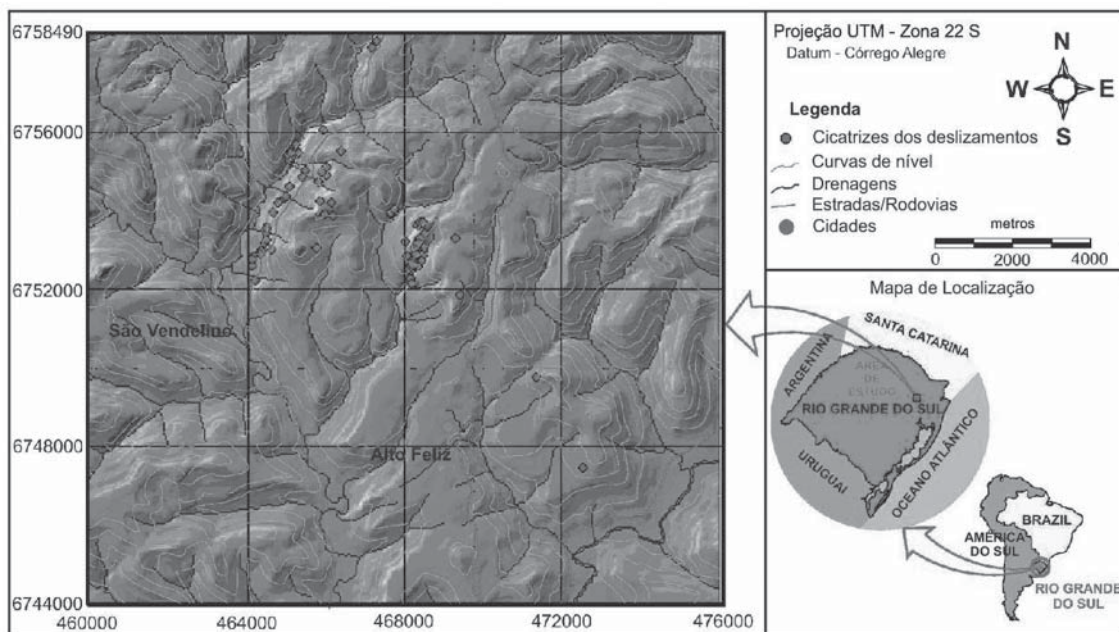 6758490
6756000
6752000
6748000
6744000
460000
464000
468000
472000
476000
São Vendelino
Alto Feliz
Projeção UTM - Zona 22 S
Datum - Córrego Alegre
N
W
E
S
Legenda
Cicatrizes dos deslizamentos
Curvas de nível
Drenagens
Estradas/Rodovias
Cidades
metros
0
2000
4000
Mapa de Localização
SANTA CATARINA
ARGENTINA
ÁREA
DE
ESTUDO
RIO GRANDE DO SUL
URUGUAI
OCEANO ATLÂNTICO
BRAZIL
AMÉRICA
DO SUL
RIO GRANDE
DO SUL